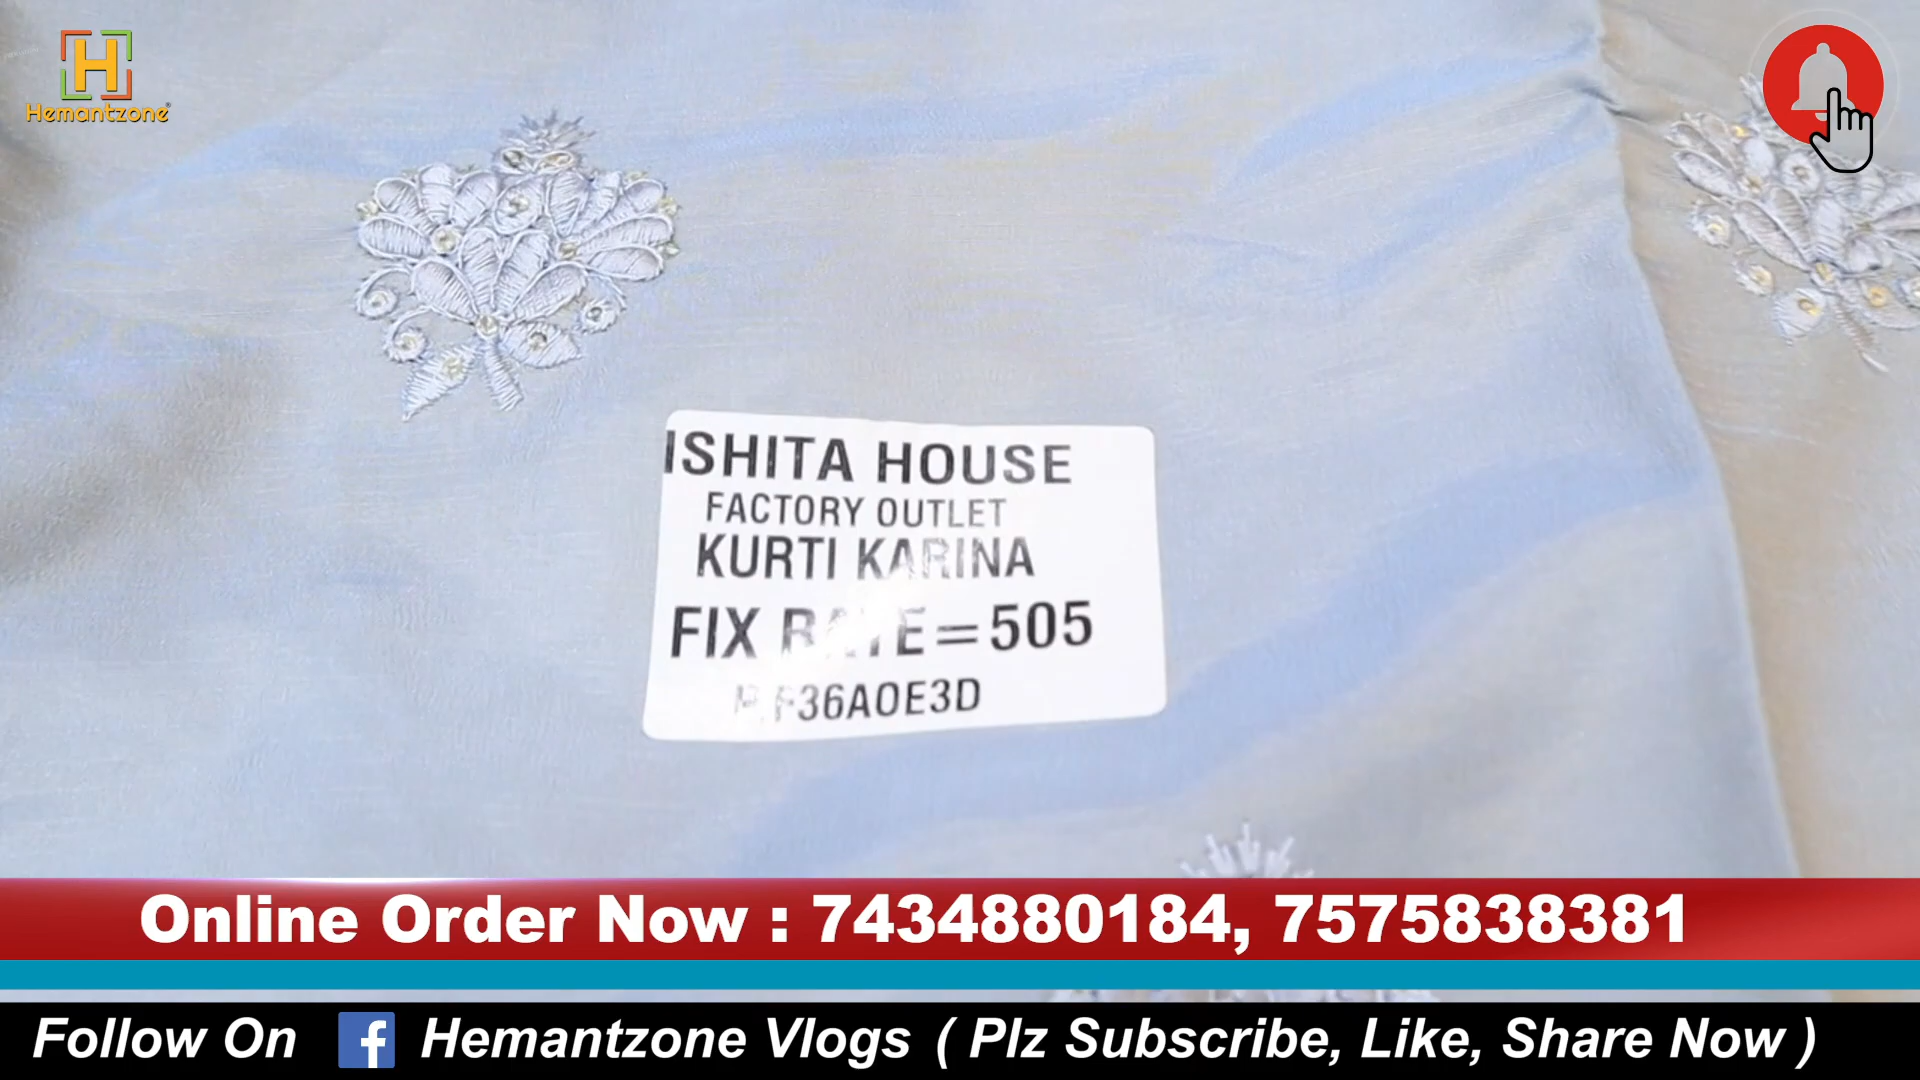 H
Hemantzone
ISHITA HOUSE
FACTORY OUTLET
KURTI KARINA
FIX RATE=505
Online Order Now : 7434880184, 7575838381
Follow On f Hemantzone Vlogs ( Plz Subscribe, Like, Share Now )